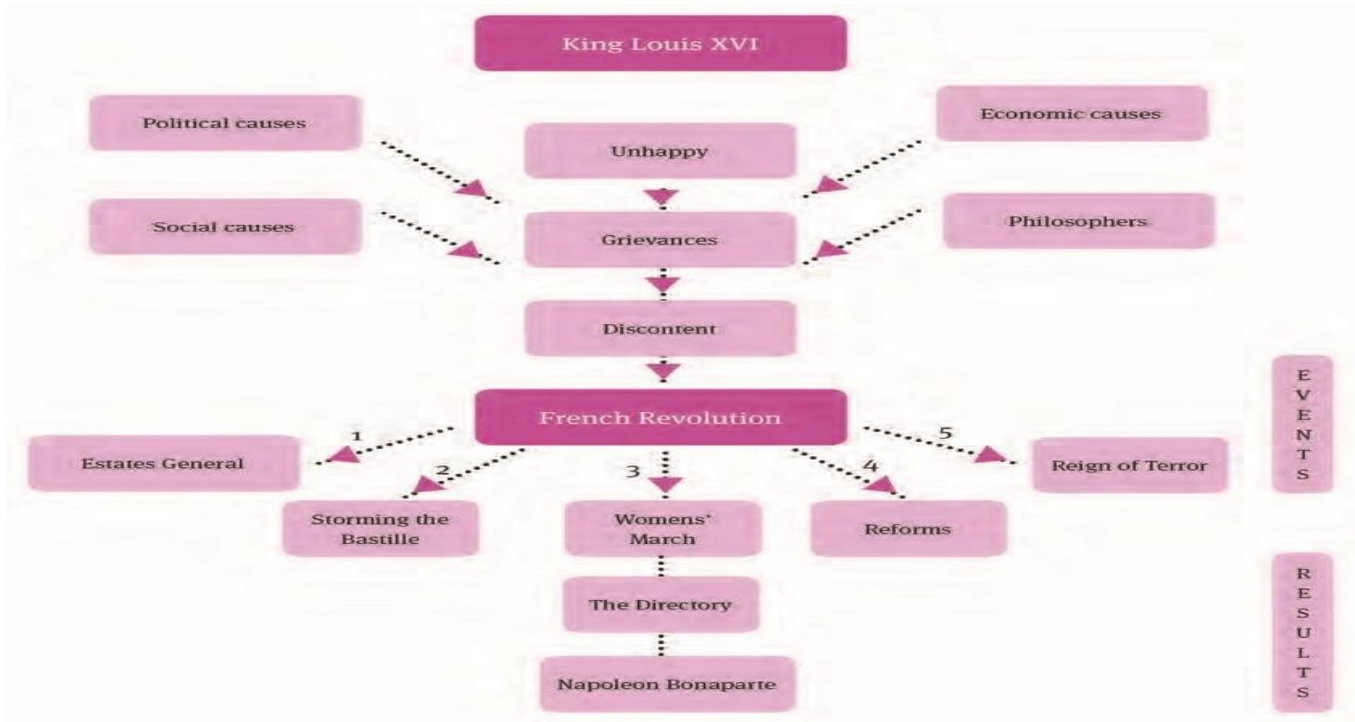 King Louis XVI
Political causes
Economic causes
Unhappy
Social causes
Philosophers
Grievances
Discontent
French Revolution
1
2
3
4
5
Estates General
Reign of Terror
Storming the
Bastille
Womens'
March
Reforms
The Directory
Napoleon Bonaparte
E
V
E
N
T
S
R
E
S
U
L
T
S